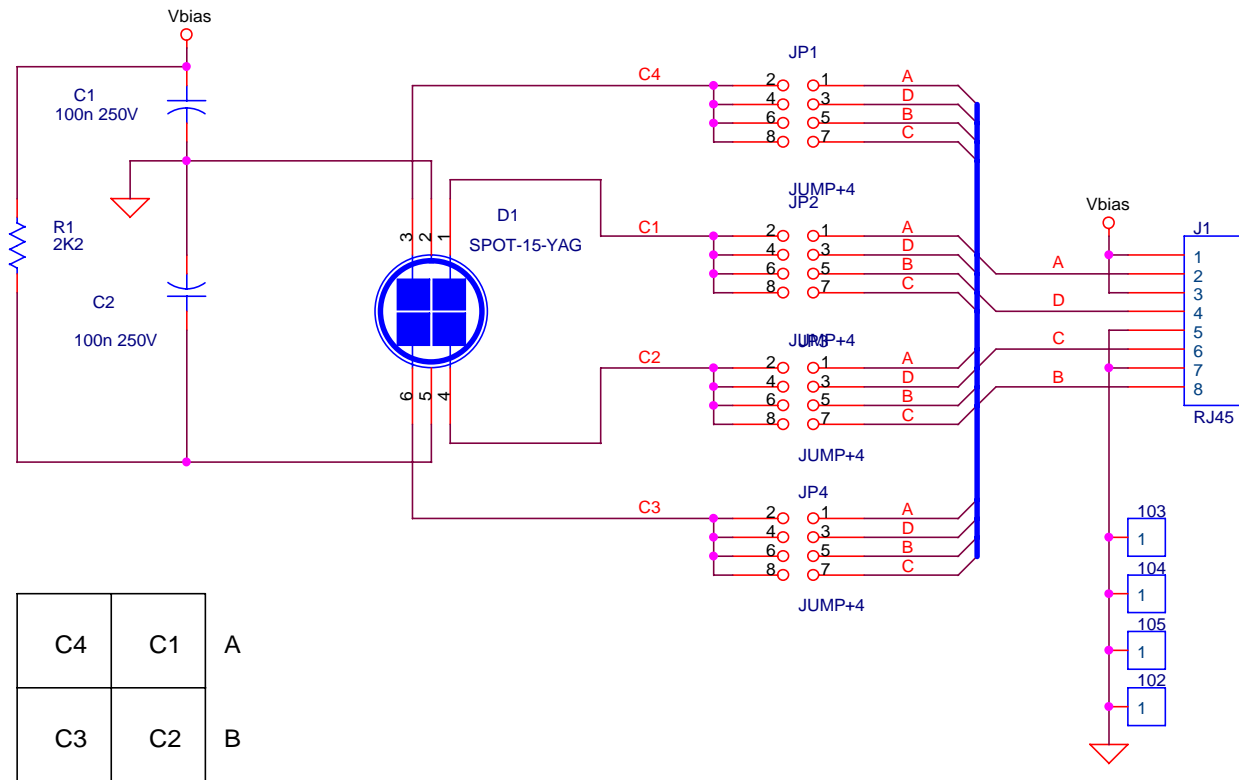 Vbias
C1
100n 250V
R1
2K2
C2
100n 250V
D1
SPOT-15-YAG
3 2 1
6 5 4
C4
JP1
2 1 A
4 3 D
6 5 B
8 7 C
JUMP+4
JP2
C1
2 1 A
4 3 D
6 5 B
8 7 C
JUMP+4
JP3
C2
2 1 A
4 3 D
6 5 B
8 7 C
JUMP+4
JP4
C3
2 1 A
4 3 D
6 5 B
8 7 C
JUMP+4
Vbias
J1
1
A 2
3
D 4
5
C 6
7
B 8
RJ45
103
1
104
1
105
1
102
1
C4 C1 A
C3 C2 B